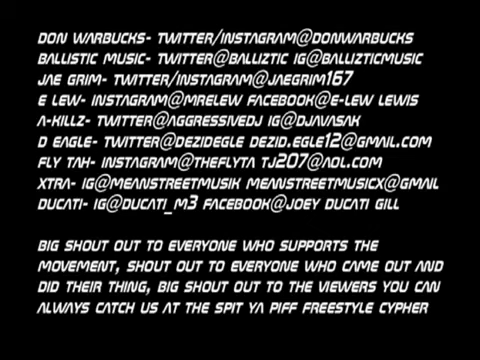 DON WARBUCKS- TWITTER/INSTAGRAM@DONWARBUCKS
BALLISTIC MUSIC- TWITTER@BALLIZTIC IG@BALLIZTICMUSIC
JAE GRIM- TWITTER/INSTAGRAM@JAEGRIM167
E LEW- INSTAGRAM@MRELEW FACEBOOK@E-LEW LEWIS
A-KILLZ- TWITTER@AGGRESSIVEDJ IG@DJAVASAK
D EAGLE- TWITTER@DEZIDEGLE DEZID.EGLE12@GMAIL.COM
FLY TAH- INSTAGRAM@THEFLYTA TJ207@AOL.COM
XTRA- IG@MEANSTREETMUSIK MEANSTREETMUSICX@GMAIL
DUCATI- IG@DUCATI_M3 FACEBOOK@JOEY DUCATI GILL
BIG SHOUT OUT TO EVERYONE WHO SUPPORTS THE
MOVEMENT, SHOUT OUT TO EVERYONE WHO CAME OUT AND
DID THEIR THING, BIG SHOUT OUT TO THE VIEWERS YOU CAN
ALWAYS CATCH US AT THE SPIT YA PIFF FREESTYLE CYPHER